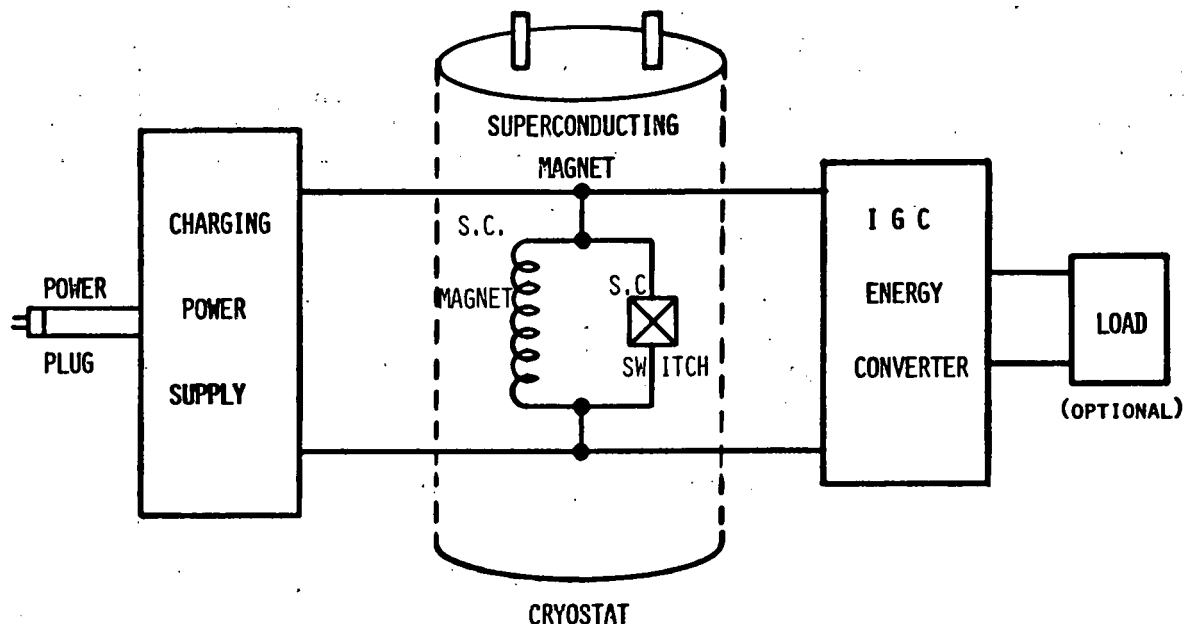 SUPERCONDUCTING
MAGNET
CHARGING
POWER
SUPPLY
POWER
PLUG
S.C.
MAGNET
S.C.
SWITCH
I G C
ENERGY
CONVERTER
LOAD
(OPTIONAL)
CRYOSTAT